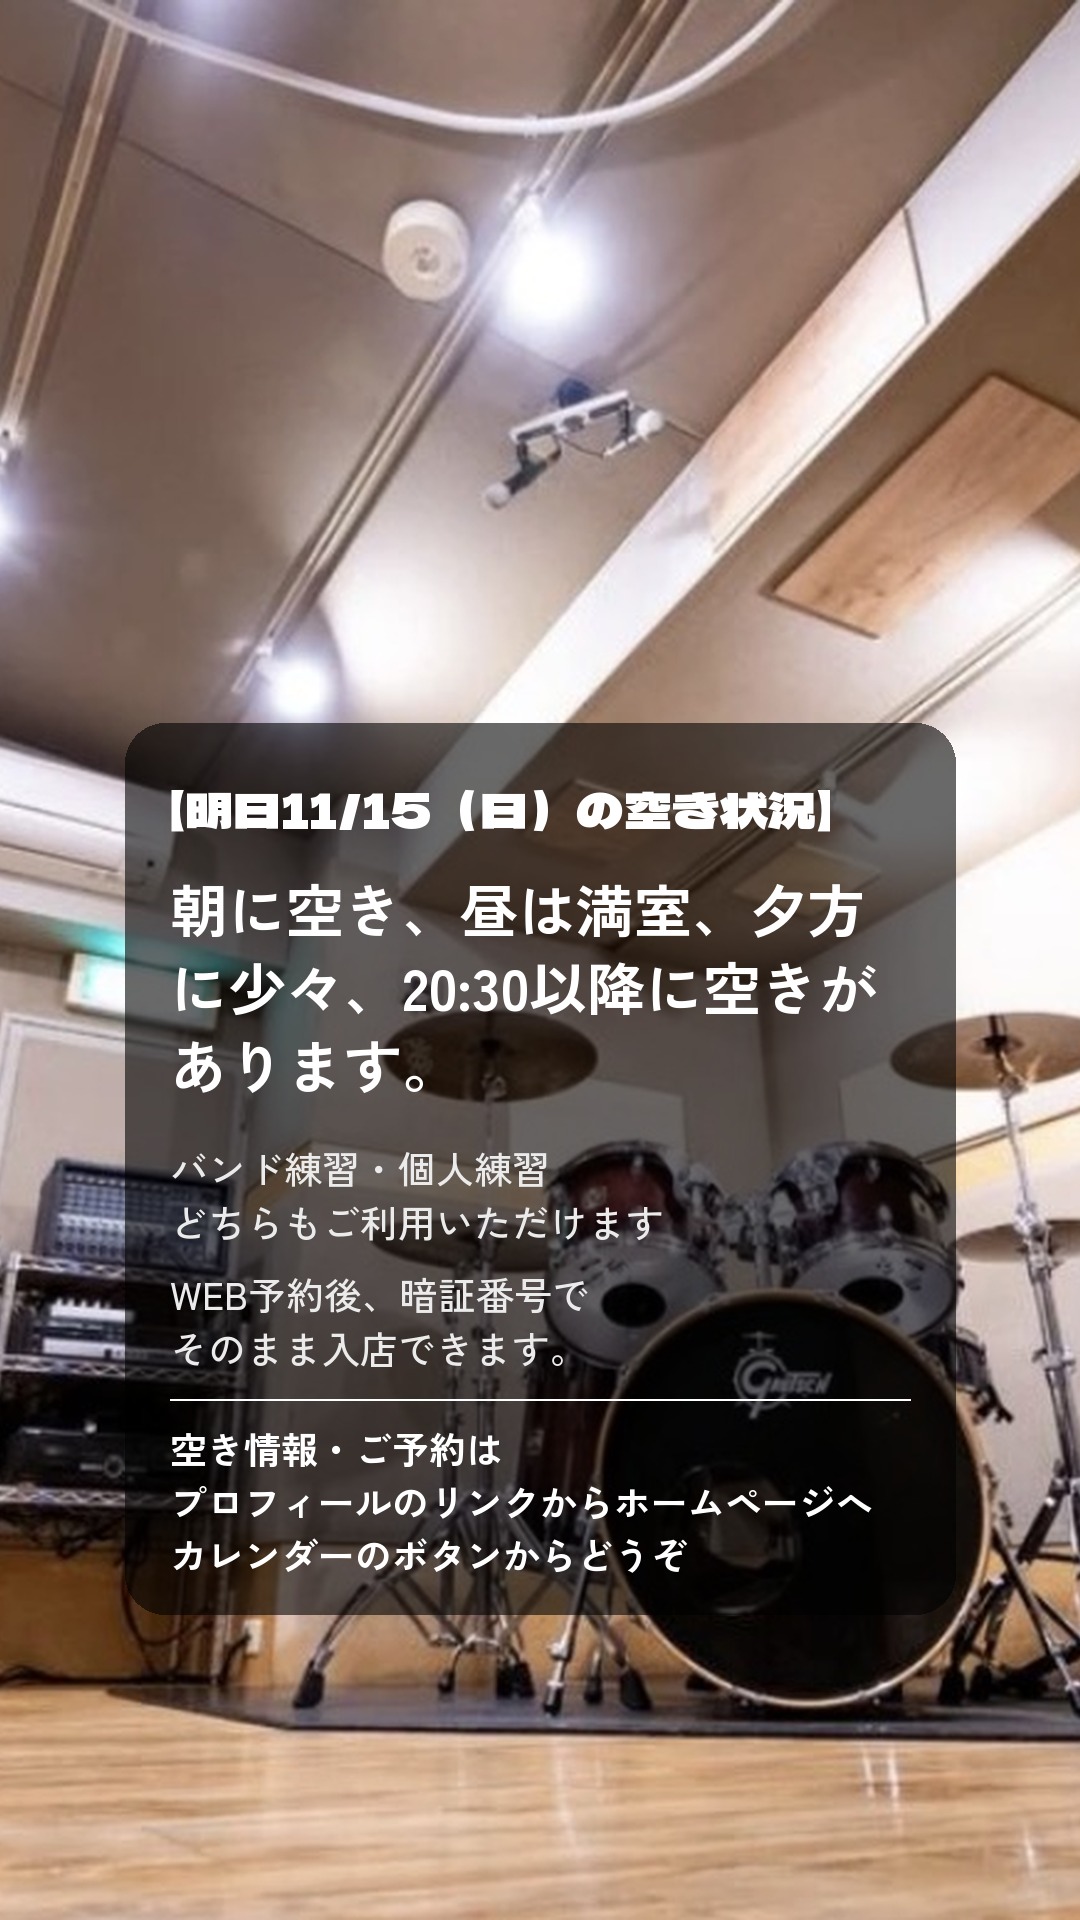 【明日11/15（日）の空き状況】
朝に空き、昼は満室、夕方
に少々、20:30以降に空きが
あります。
バンド練習・個人練習
どちらもご利用いただけます
WEB予約後、暗証番号で
そのまま入店できます。
空き情報・ご予約は
プロフィールのリンクからホームページへ
カレンダーのボタンからどうぞ
GRETSCH